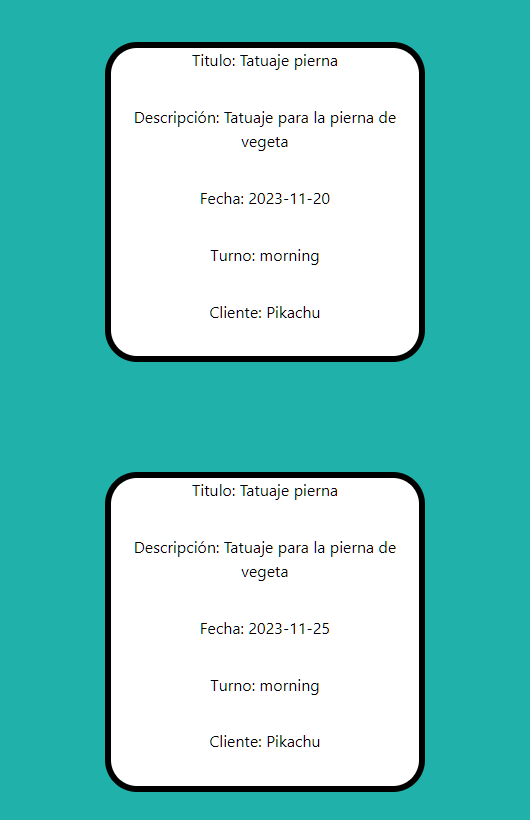 Titulo: Tatuaje pierna
Descripción: Tatuaje para la pierna de
vegeta
Fecha: 2023-11-20
Turno: morning
Cliente: Pikachu
Titulo: Tatuaje pierna
Descripción: Tatuaje para la pierna de
vegeta
Fecha: 2023-11-25
Turno: morning
Cliente: Pikachu